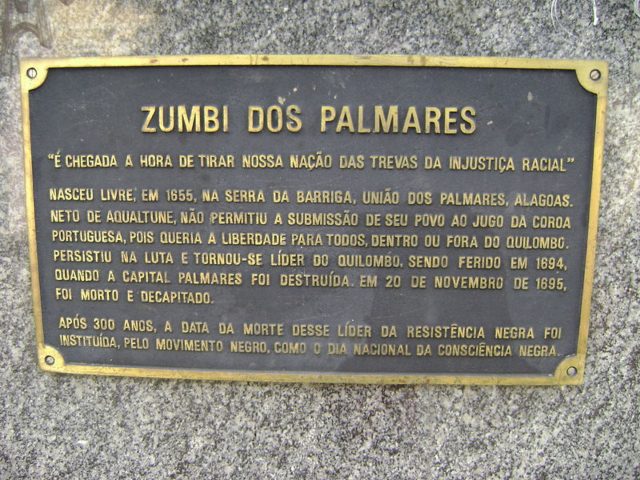 ZUMBI DOS PALMARES
"É CHEGADA A HORA DE TIRAR NOSSA NAÇÃO DAS TREVAS DA INJUSTIÇA RACIAL"
NASCEU LIVRE, EM 1655, NA SERRA DA BARRIGA, UNIÃO DOS PALMARES, ALAGOAS.
NETO DE AQUALTUNE, NÃO PERMITIU A SUBMISSÃO DE SEU POVO AO JUGO DA COROA
PORTUGUESA, POIS QUERIA A LIBERDADE PARA TODOS, DENTRO OU FORA DO QUILOMBO.
PERSISTIU NA LUTA E TORNOU-SE LÍDER DO QUILOMBO, SENDO FERIDO EM 1694,
QUANDO A CAPITAL PALMARES FOI DESTRUÍDA. EM 20 DE NOVEMBRO DE 1695,
FOI MORTO E DECAPITADO.
APÓS 300 ANOS, A DATA DA MORTE DESSE LÍDER DA RESISTÊNCIA NEGRA FOI
INSTITUÍDA, PELO MOVIMENTO NEGRO, COMO O DIA NACIONAL DA CONSCIÊNCIA NEGRA.